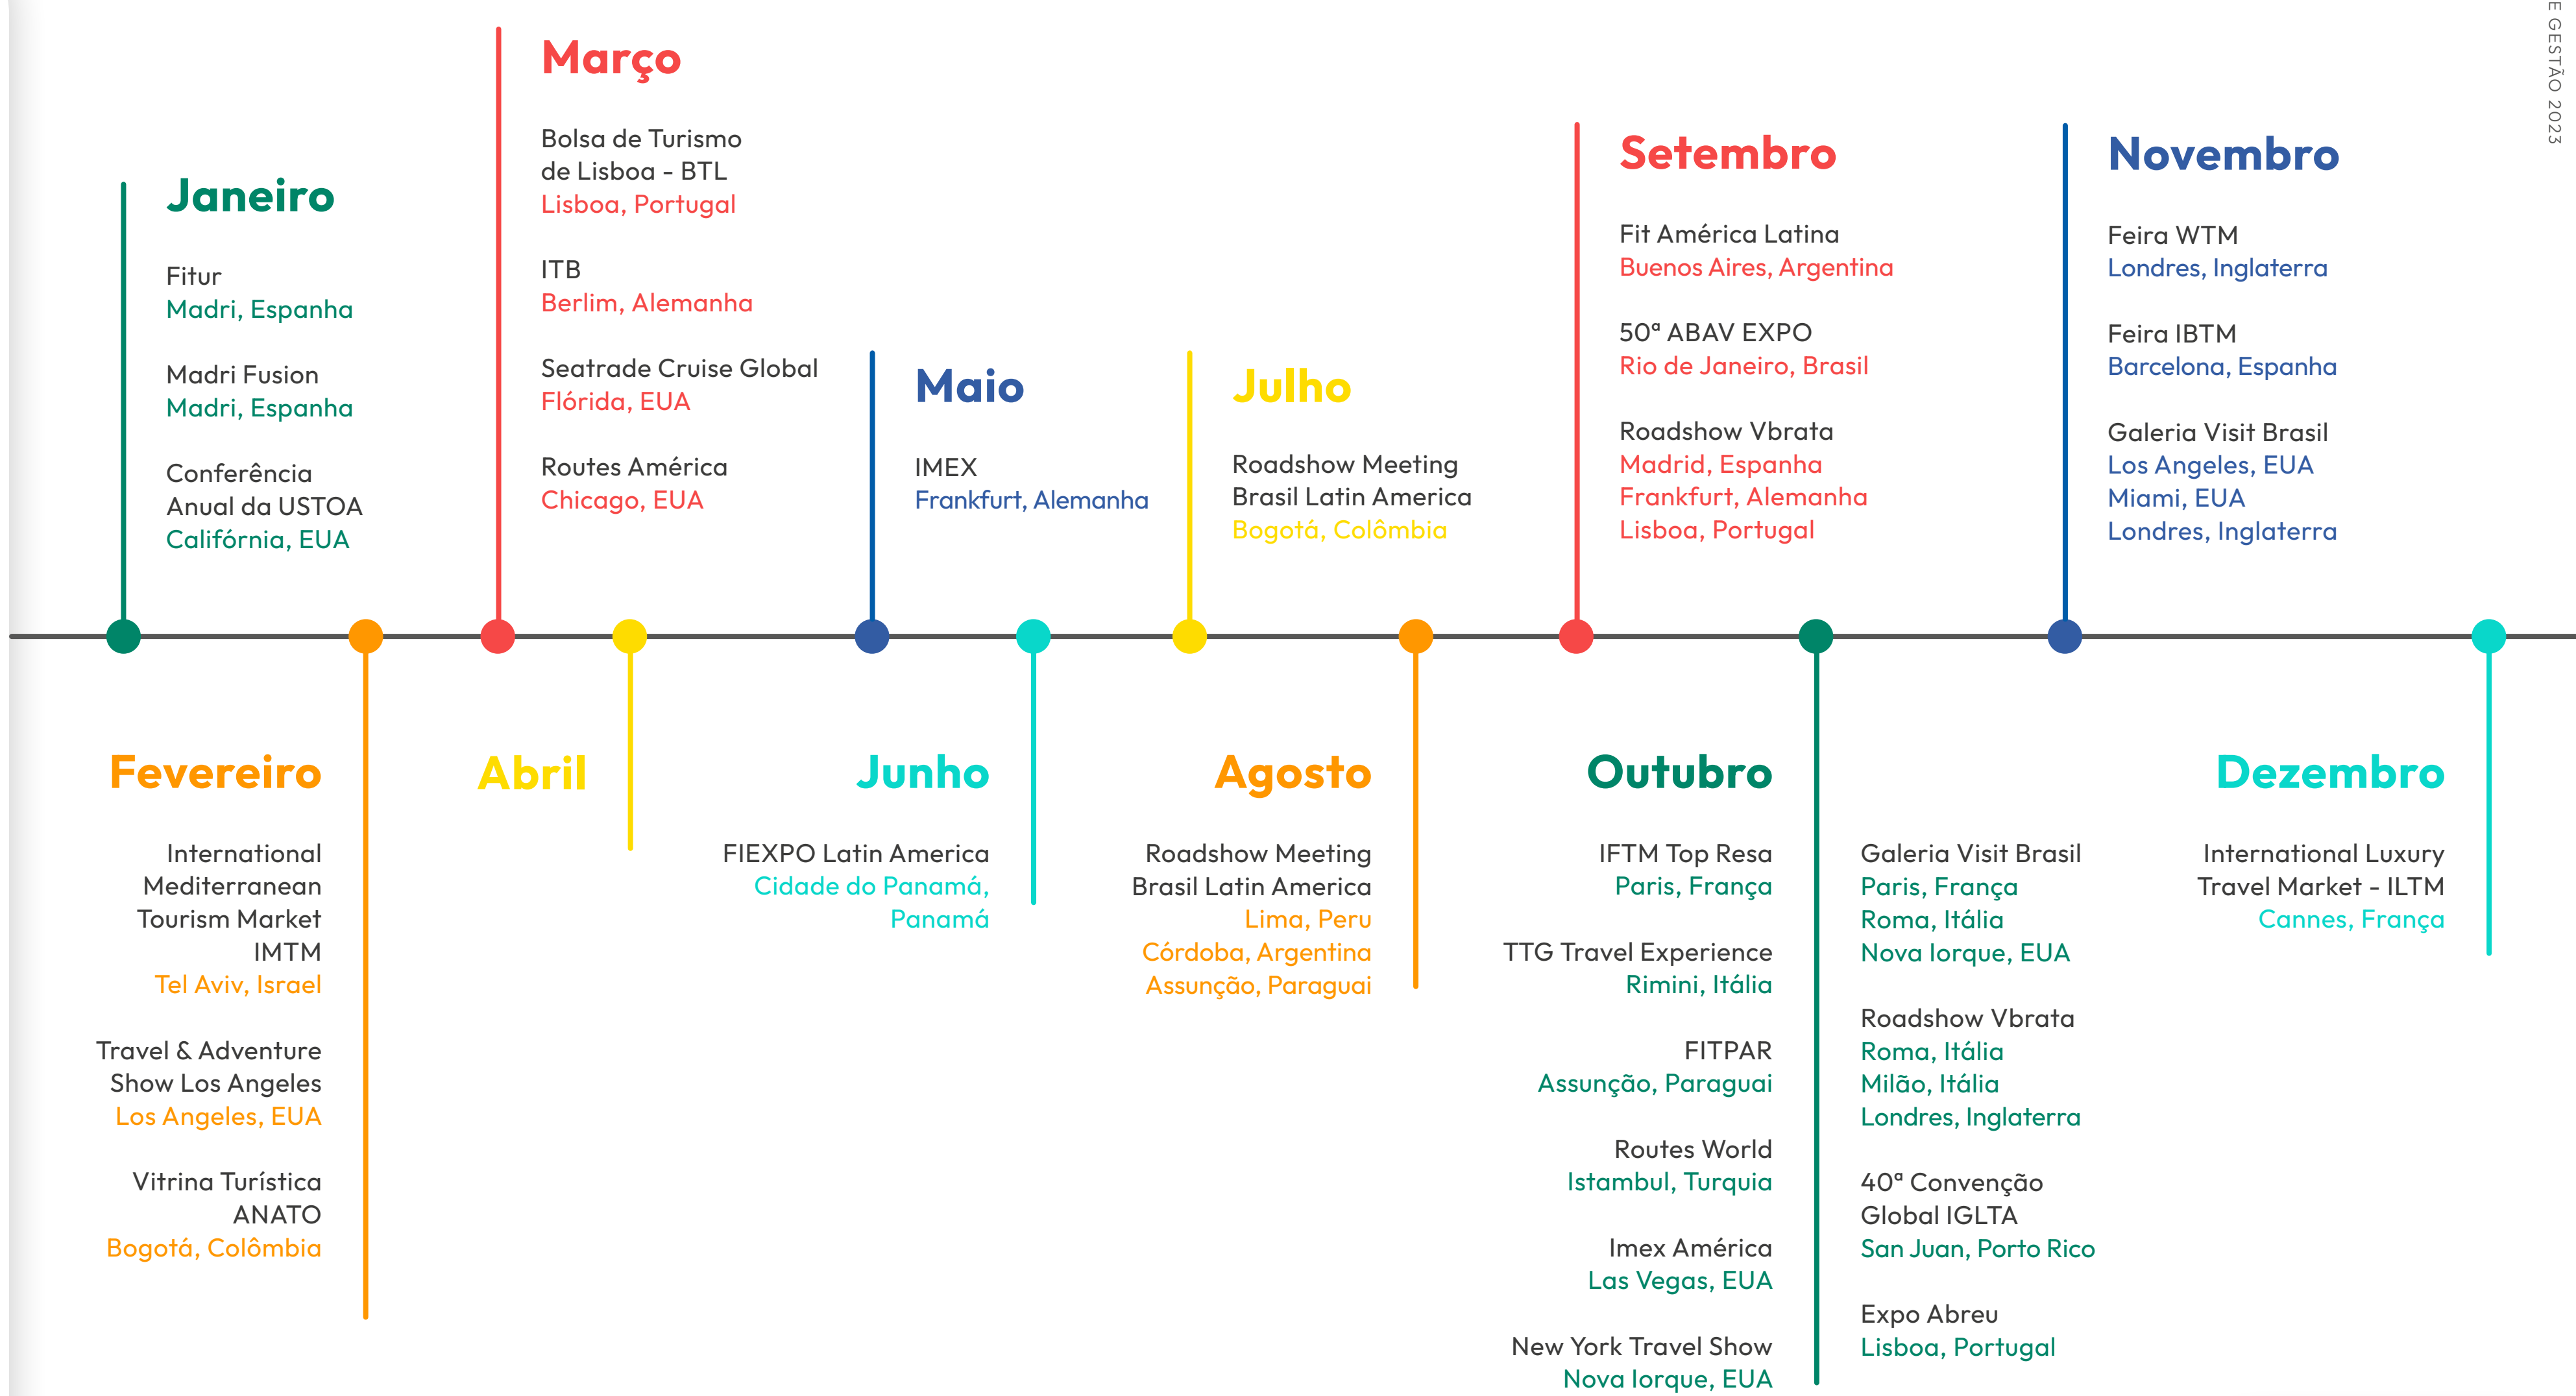 E GESTÃO 2023
Janeiro
Fitur
Madri, Espanha
Madri Fusion
Madri, Espanha
Conferência
Anual da USTOA
Califórnia, EUA
Fevereiro
International
Mediterranean
Tourism Market
IMTM
Tel Aviv, Israel
Travel & Adventure
Show Los Angeles
Los Angeles, EUA
Vitrina Turística
ANATO
Bogotá, Colômbia
Março
Bolsa de Turismo
de Lisboa - BTL
Lisboa, Portugal
ITB
Berlim, Alemanha
Seatrade Cruise Global
Flórida, EUA
Routes América
Chicago, EUA
Abril
Maio
IMEX
Frankfurt, Alemanha
Junho
FIEXPO Latin America
Cidade do Panamá,
Panamá
Julho
Roadshow Meeting
Brasil Latin America
Bogotá, Colômbia
Agosto
Roadshow Meeting
Brasil Latin America
Lima, Peru
Córdoba, Argentina
Assunção, Paraguai
Setembro
Fit América Latina
Buenos Aires, Argentina
50ª ABAV EXPO
Rio de Janeiro, Brasil
Roadshow Vbrata
Madrid, Espanha
Frankfurt, Alemanha
Lisboa, Portugal
Outubro
IFTM Top Resa
Paris, França
TTG Travel Experience
Rimini, Itália
FITPAR
Assunção, Paraguai
Routes World
Istambul, Turquia
Imex América
Las Vegas, EUA
New York Travel Show
Nova Iorque, EUA
Galeria Visit Brasil
Paris, França
Roma, Itália
Nova Iorque, EUA
Roadshow Vbrata
Roma, Itália
Milão, Itália
Londres, Inglaterra
40ª Convenção
Global IGLTA
San Juan, Porto Rico
Expo Abreu
Lisboa, Portugal
Novembro
Feira WTM
Londres, Inglaterra
Feira IBTM
Barcelona, Espanha
Galeria Visit Brasil
Los Angeles, EUA
Miami, EUA
Londres, Inglaterra
Dezembro
International Luxury
Travel Market - ILTM
Cannes, França